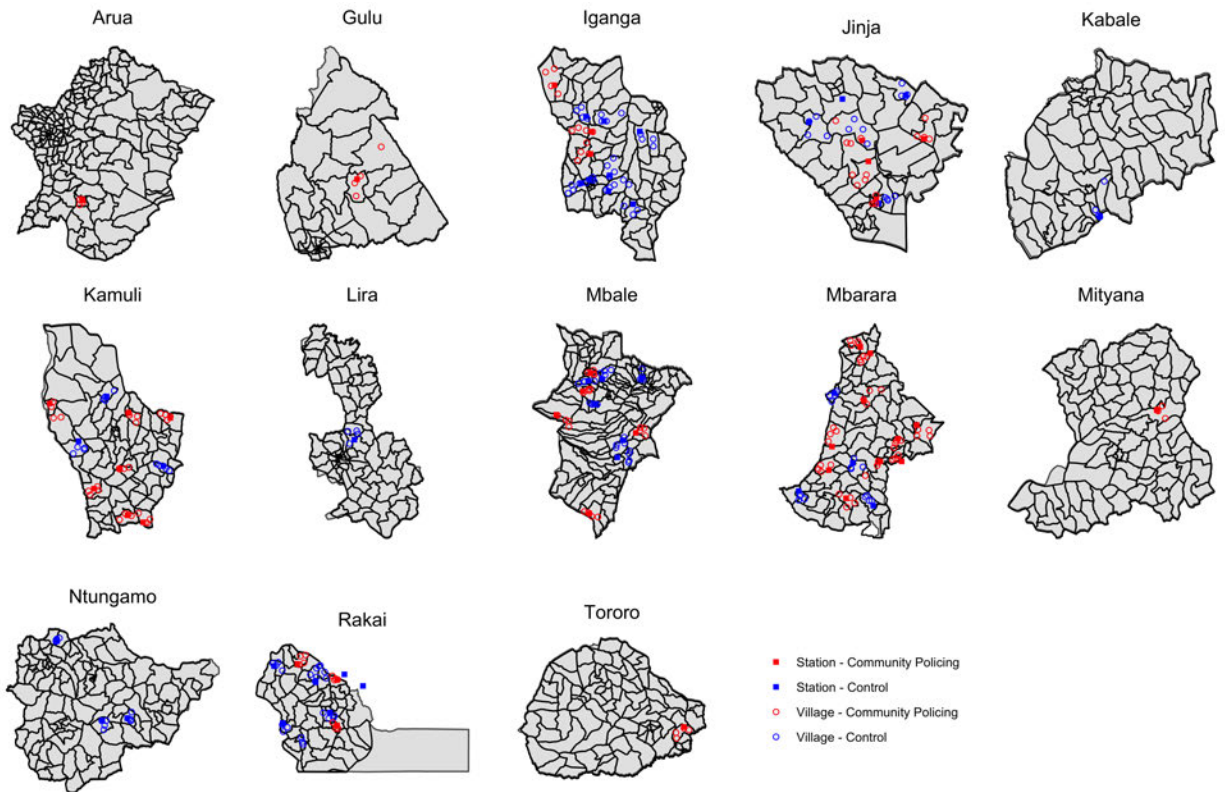 Arua
Gulu
Iganga
Jinja
Kabale
Kamuli
Lira
Mbale
Mbarara
Mityana
Ntungamo
Rakai
Tororo
Station - Community Policing
Station - Control
Village - Community Policing
Village - Control